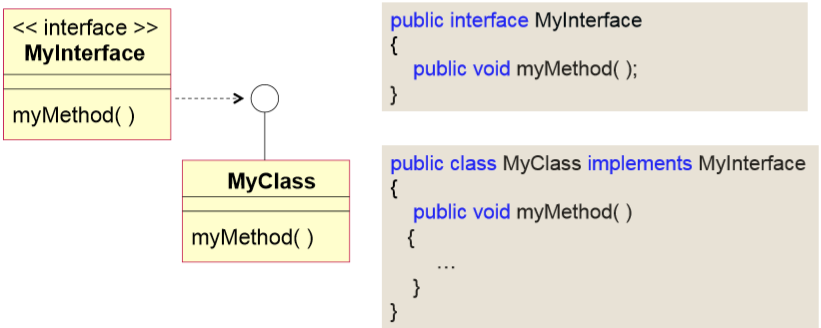 << interface >>
MyInterface
myMethod( )
MyClass
myMethod( )
public interface MyInterface
{
public void myMethod( );
}
public class MyClass implements MyInterface
{
public void myMethod( )
{
...
}
}